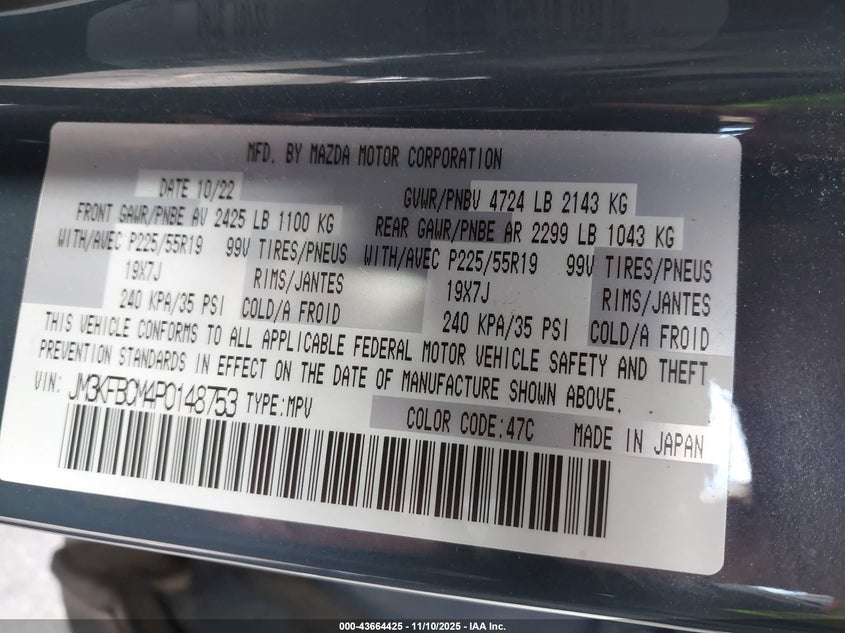 MFD. BY MAZDA MOTOR CORPORATION
DATE 10/22 GVWR/PNBV 4724 LB 2143 KG
FRONT GAWR/PNBE AV 2425 LB 1100 KG REAR GAWR/PNBE AR 2299 LB 1043 KG
WITH/AVEC P225/55R19 99V TIRES/PNEUS WITH/AVEC P225/55R19 99V TIRES/PNEUS
19X7J RIMS/JANTES 19X7J RIMS/JANTES
240 KPA/35 PSI COLD/A FROID 240 KPA/35 PSI COLD/A FROID
THIS VEHICLE CONFORMS TO ALL APPLICABLE FEDERAL MOTOR VEHICLE SAFETY AND THEFT
PREVENTION STANDARDS IN EFFECT ON THE DATE OF MANUFACTURE SHOWN ABOVE.
VIN: JM3KFBCM4P0148753 TYPE:MPV COLOR CODE:47C MADE IN JAPAN
000-43664425 - 11/10/2025 - IAA Inc.